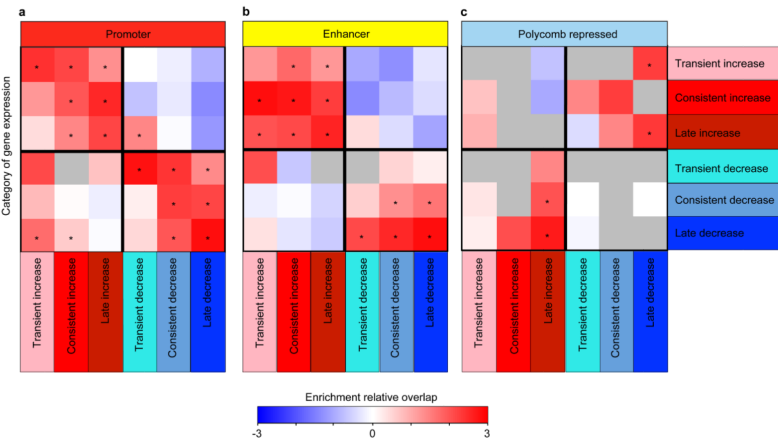 a
b
c
Promoter
Enhancer
Polycomb repressed
Category of gene expression
* * *
* *
* * *
* * *
* *
* * * *
* *
* * *
* * *
* *
* * *
*
*
*
*
Transient increase
Consistent increase
Late increase
Transient decrease
Consistent decrease
Late decrease
Transient increase
Consistent increase
Late increase
Transient decrease
Consistent decrease
Late decrease
Transient increase
Consistent increase
Late increase
Transient decrease
Consistent decrease
Late decrease
Transient increase
Consistent increase
Late increase
Transient decrease
Consistent decrease
Late decrease
Enrichment relative overlap
-3 0 3